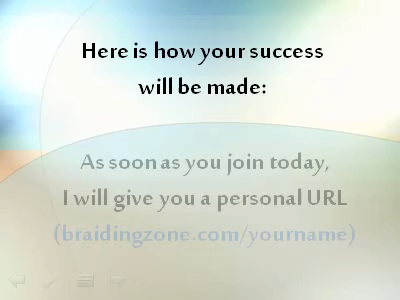 Here is how your success
will be made:
As soon as you join today,
I will give you a personal URL
(braidingzone.com/yourname)